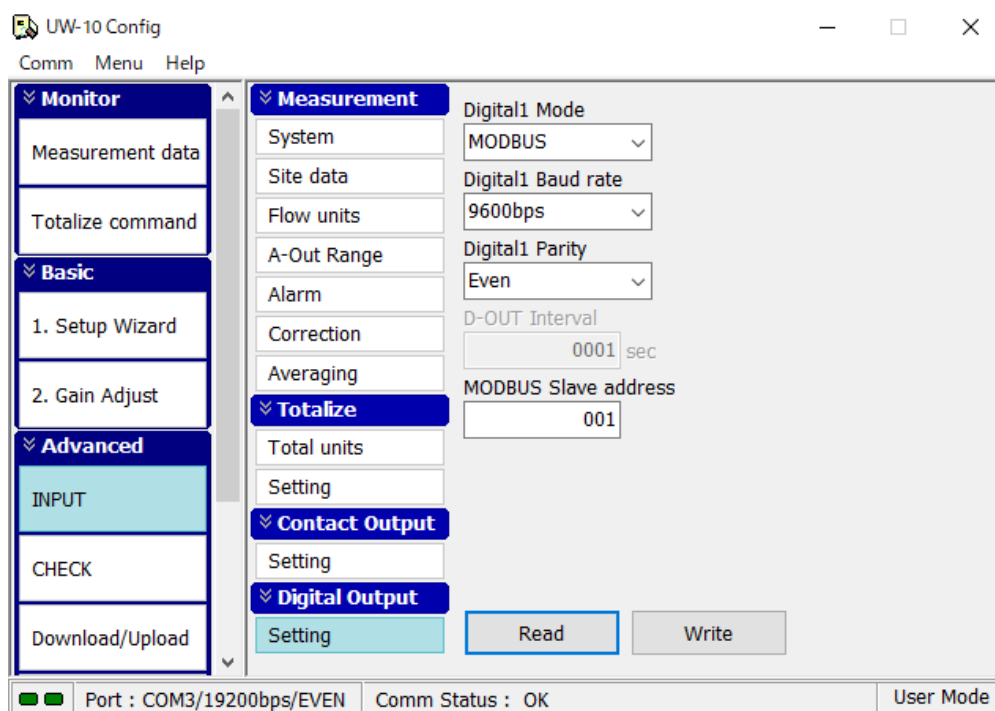 UW-10 Config
Comm Menu Help
Monitor
Measurement data
Totalize command
Basic
1. Setup Wizard
2. Gain Adjust
Advanced
INPUT
CHECK
Download/Upload
Measurement
System
Site data
Flow units
A-Out Range
Alarm
Correction
Averaging
Totalize
Total units
Setting
Contact Output
Setting
Digital Output
Setting
Digital1 Mode
MODBUS
Digital1 Baud rate
9600bps
Digital1 Parity
Even
D-OUT Interval
0001 sec
MODBUS Slave address
001
Read Write
Port : COM3/19200bps/EVEN Comm Status : OK User Mode